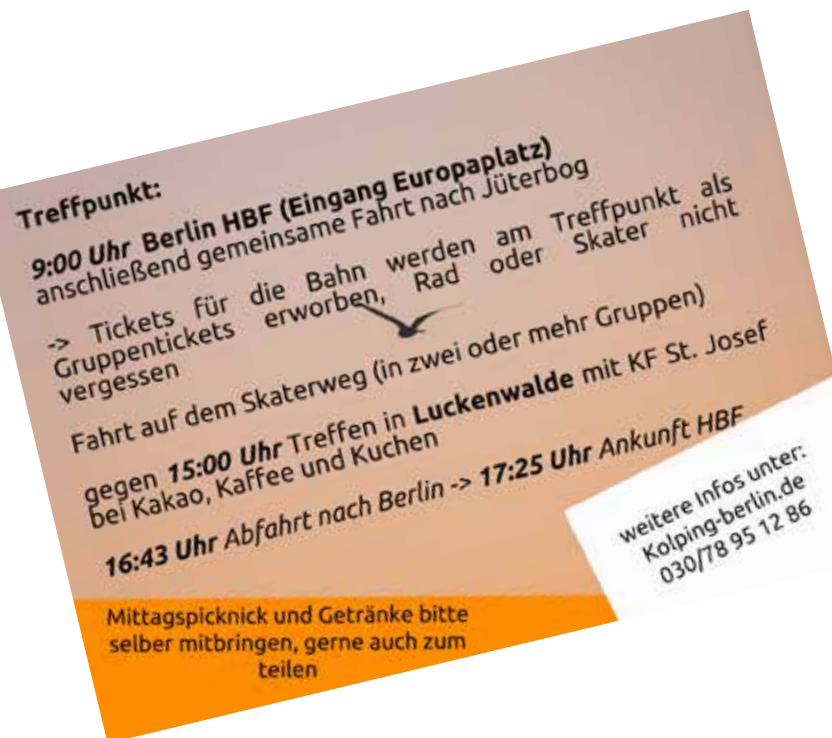 Treffpunkt:
9:00 Uhr Berlin HBF (Eingang Europaplatz)
anschließend gemeinsame Fahrt nach Jüterbog
-> Tickets für die Bahn werden am Treffpunkt als
Gruppentickets erworben, Rad oder Skater nicht
vergessen
Fahrt auf dem Skaterweg (in zwei oder mehr Gruppen)
gegen 15:00 Uhr Treffen in Luckenwalde mit KF St. Josef
bei Kakao, Kaffee und Kuchen
16:43 Uhr Abfahrt nach Berlin -> 17:25 Uhr Ankunft HBF
weitere Infos unter:
Kolping-berlin.de
030/78 95 12 86
Mittagspicknick und Getränke bitte
selber mitbringen, gerne auch zum
teilen